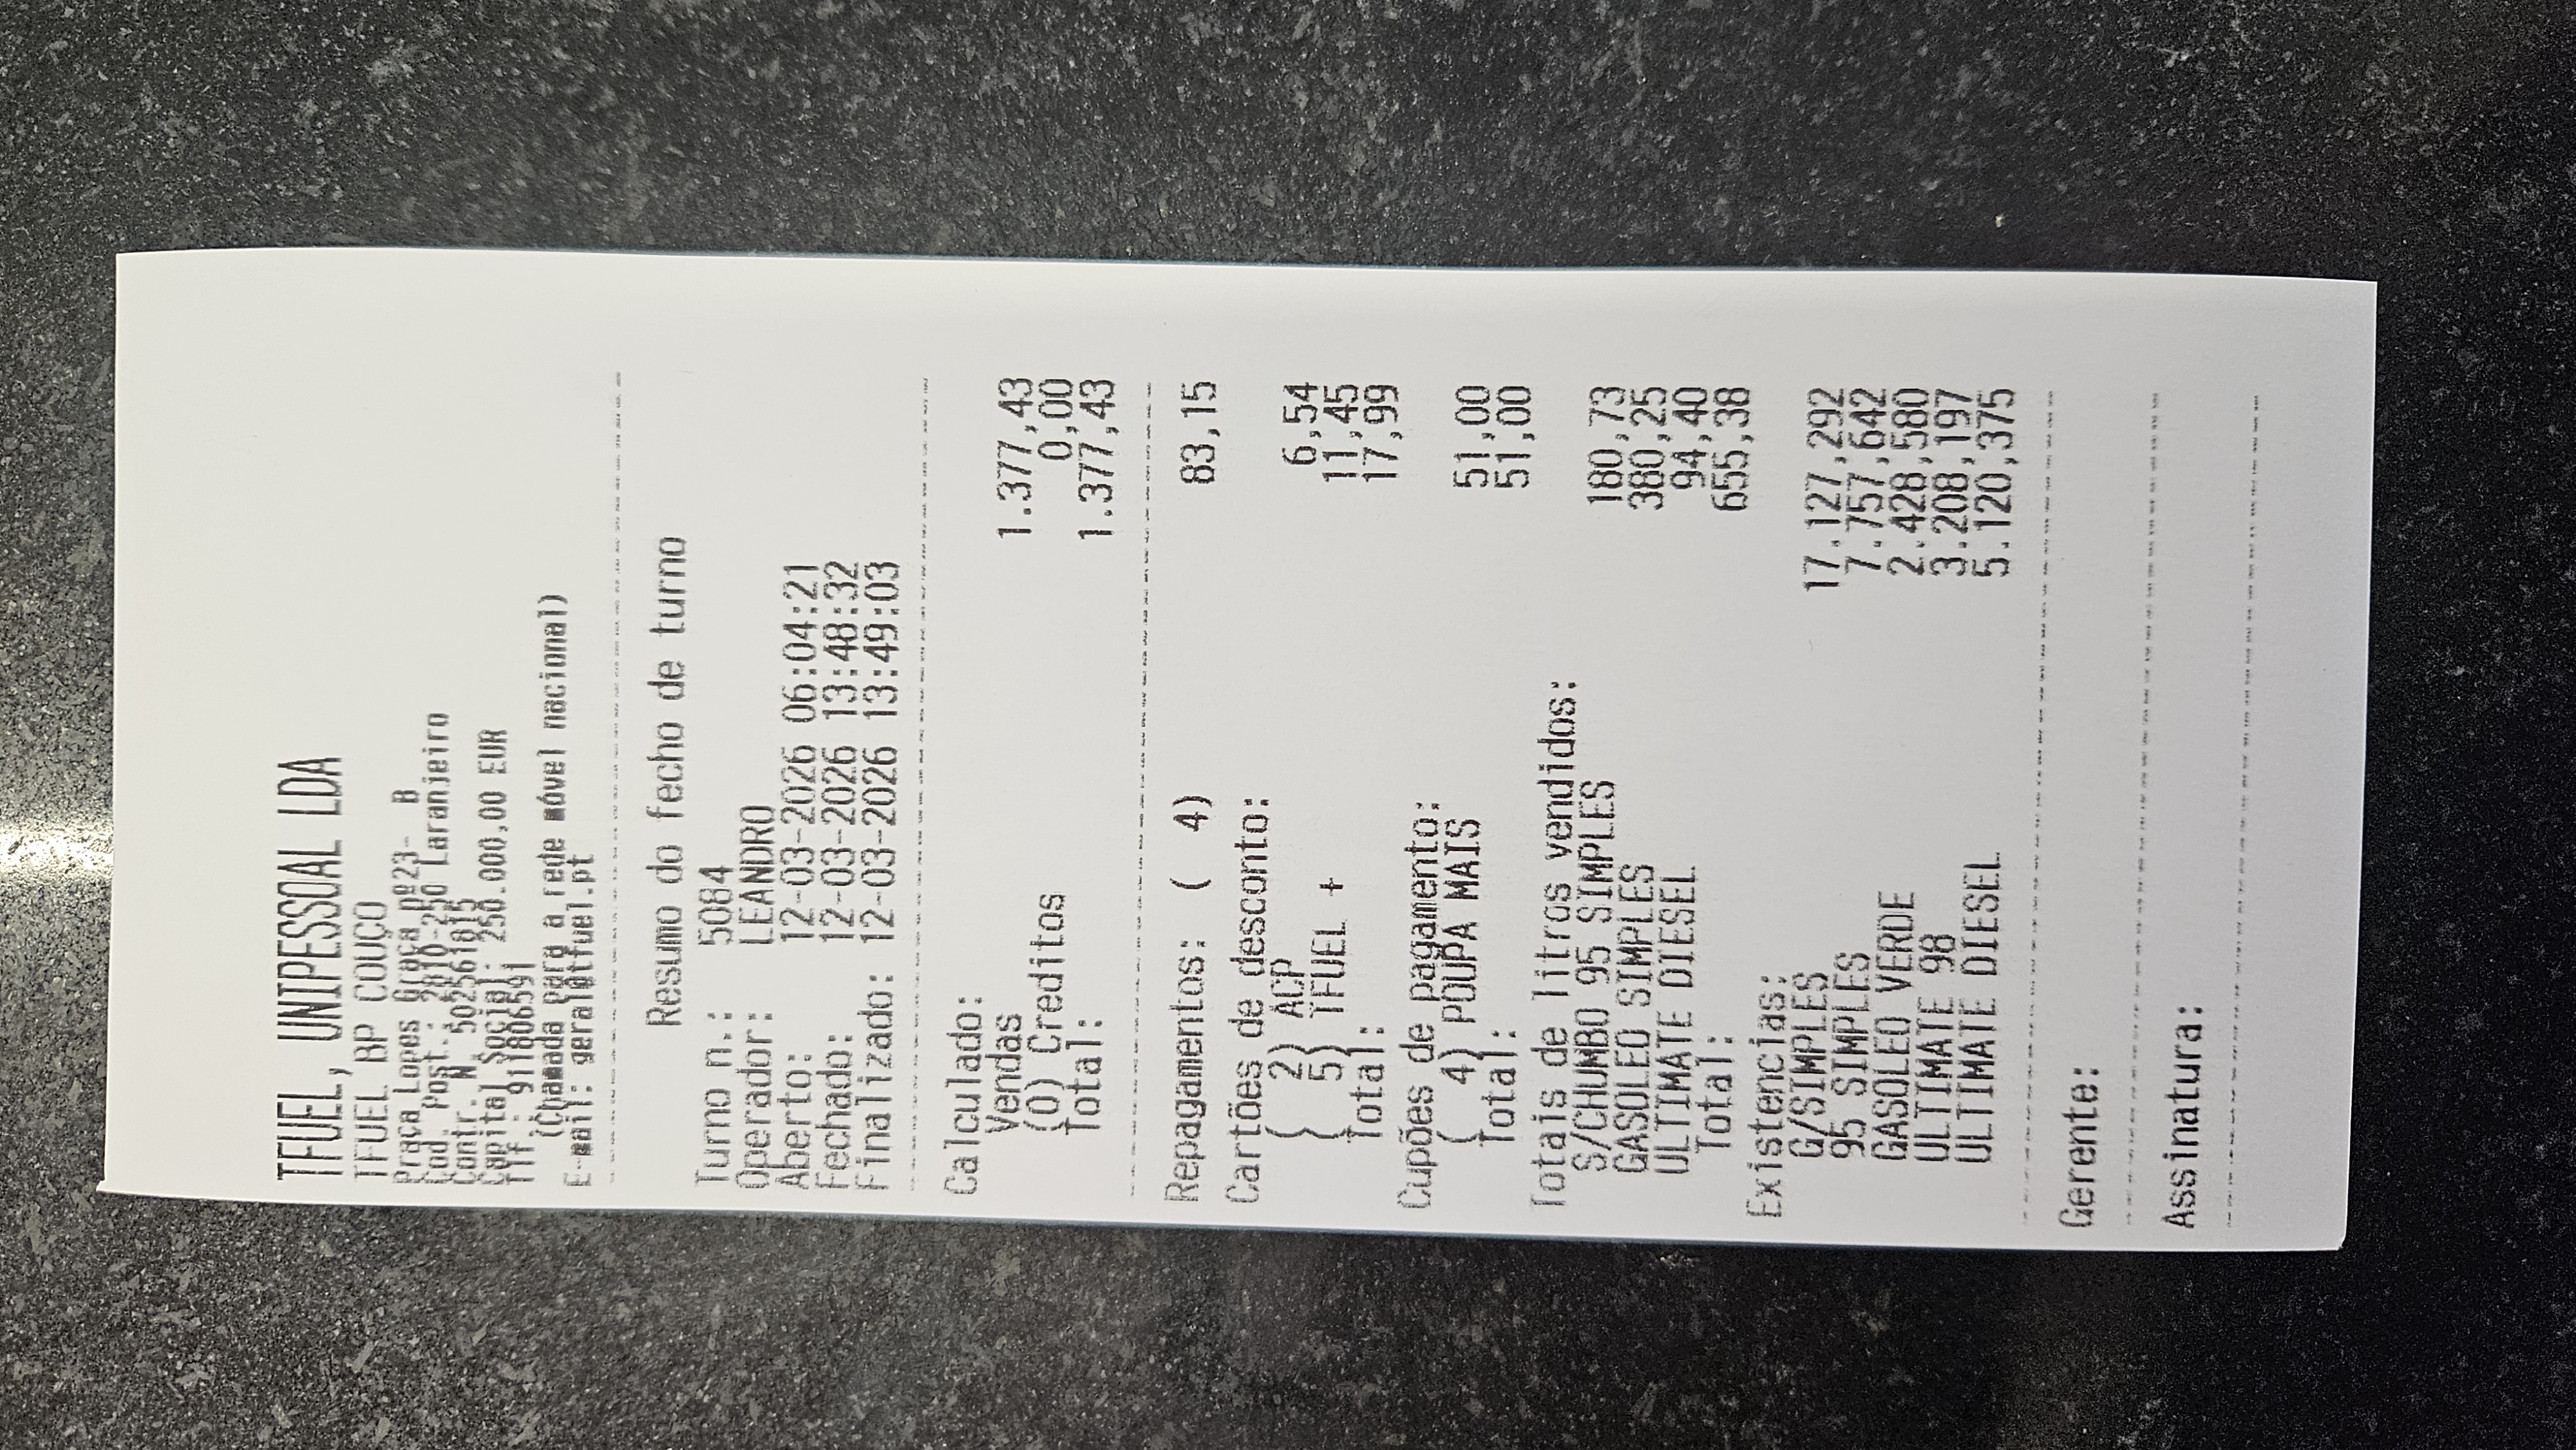 TFUEL, UNIPESSOAL LDA
TFUEL BP COUÇO
Praça Lopes Graça nº23- B
Cod. Post.: 2810-250 Laranjeiro
Contr. Nº 502561815
Capital Social: 250.000,00 EUR
Tlf.: 911806591
(Chamada para a rede móvel nacional)
E-mail: geral@tfuel.pt
Resumo do fecho de turno
Turno n.: 5084
Operador: LEANDRO
Aberto: 12-03-2026 06:04:21
Fechado: 12-03-2026 13:48:32
Finalizado: 12-03-2026 13:49:03
Calculado:
Vendas 1.377,43
(0) Creditos 0,00
Total: 1.377,43
Repagamentos: ( 4) 83,15
Cartões de desconto:
( 2) ACP 6,54
( 5) TFUEL + 11,45
Total: 17,99
Cupões de pagamento:
( 4) POUPA MAIS 51,00
Total: 51,00
Totais de litros vendidos:
S/CHUMBO 95 SIMPLES 180,73
GASOLEO SIMPLES 380,25
ULTIMATE DIESEL 94,40
Total: 655,38
Existencias:
G/SIMPLES 17.127,292
95 SIMPLES 7.757,642
GASOLEO VERDE 2.428,580
ULTIMATE 98 3.208,197
ULTIMATE DIESEL 5.120,375
Gerente:
Assinatura: